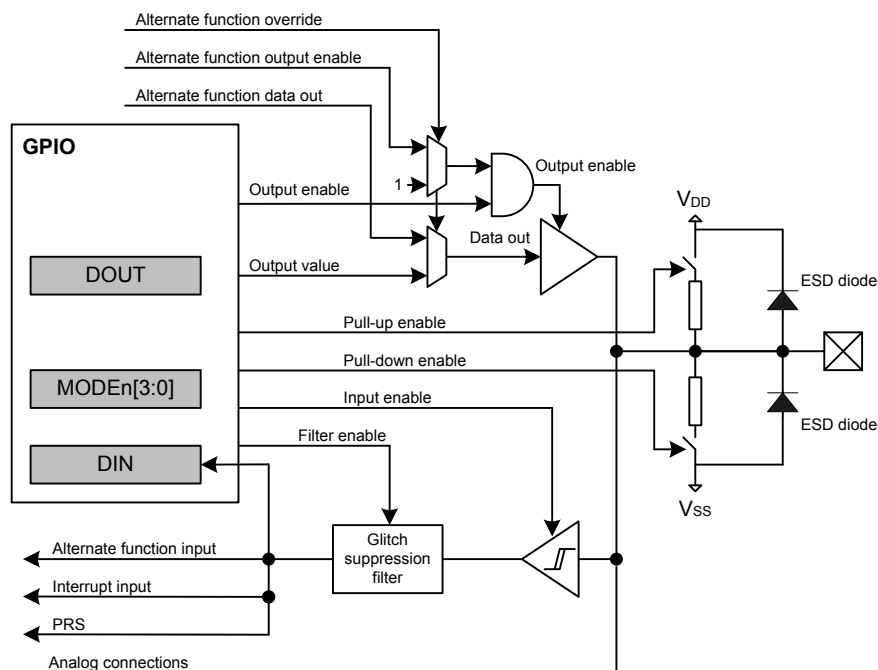 Alternate function override
Alternate function output enable
Alternate function data out
GPIO
Output enable
1
Output enable
VDD
Data out
DOUT
Output value
ESD diode
Pull-up enable
Pull-down enable
MODEn[3:0]
Input enable
ESD diode
Filter enable
DIN
VSS
Glitch
suppression
filter
Alternate function input
Interrupt input
PRS
Analog connections